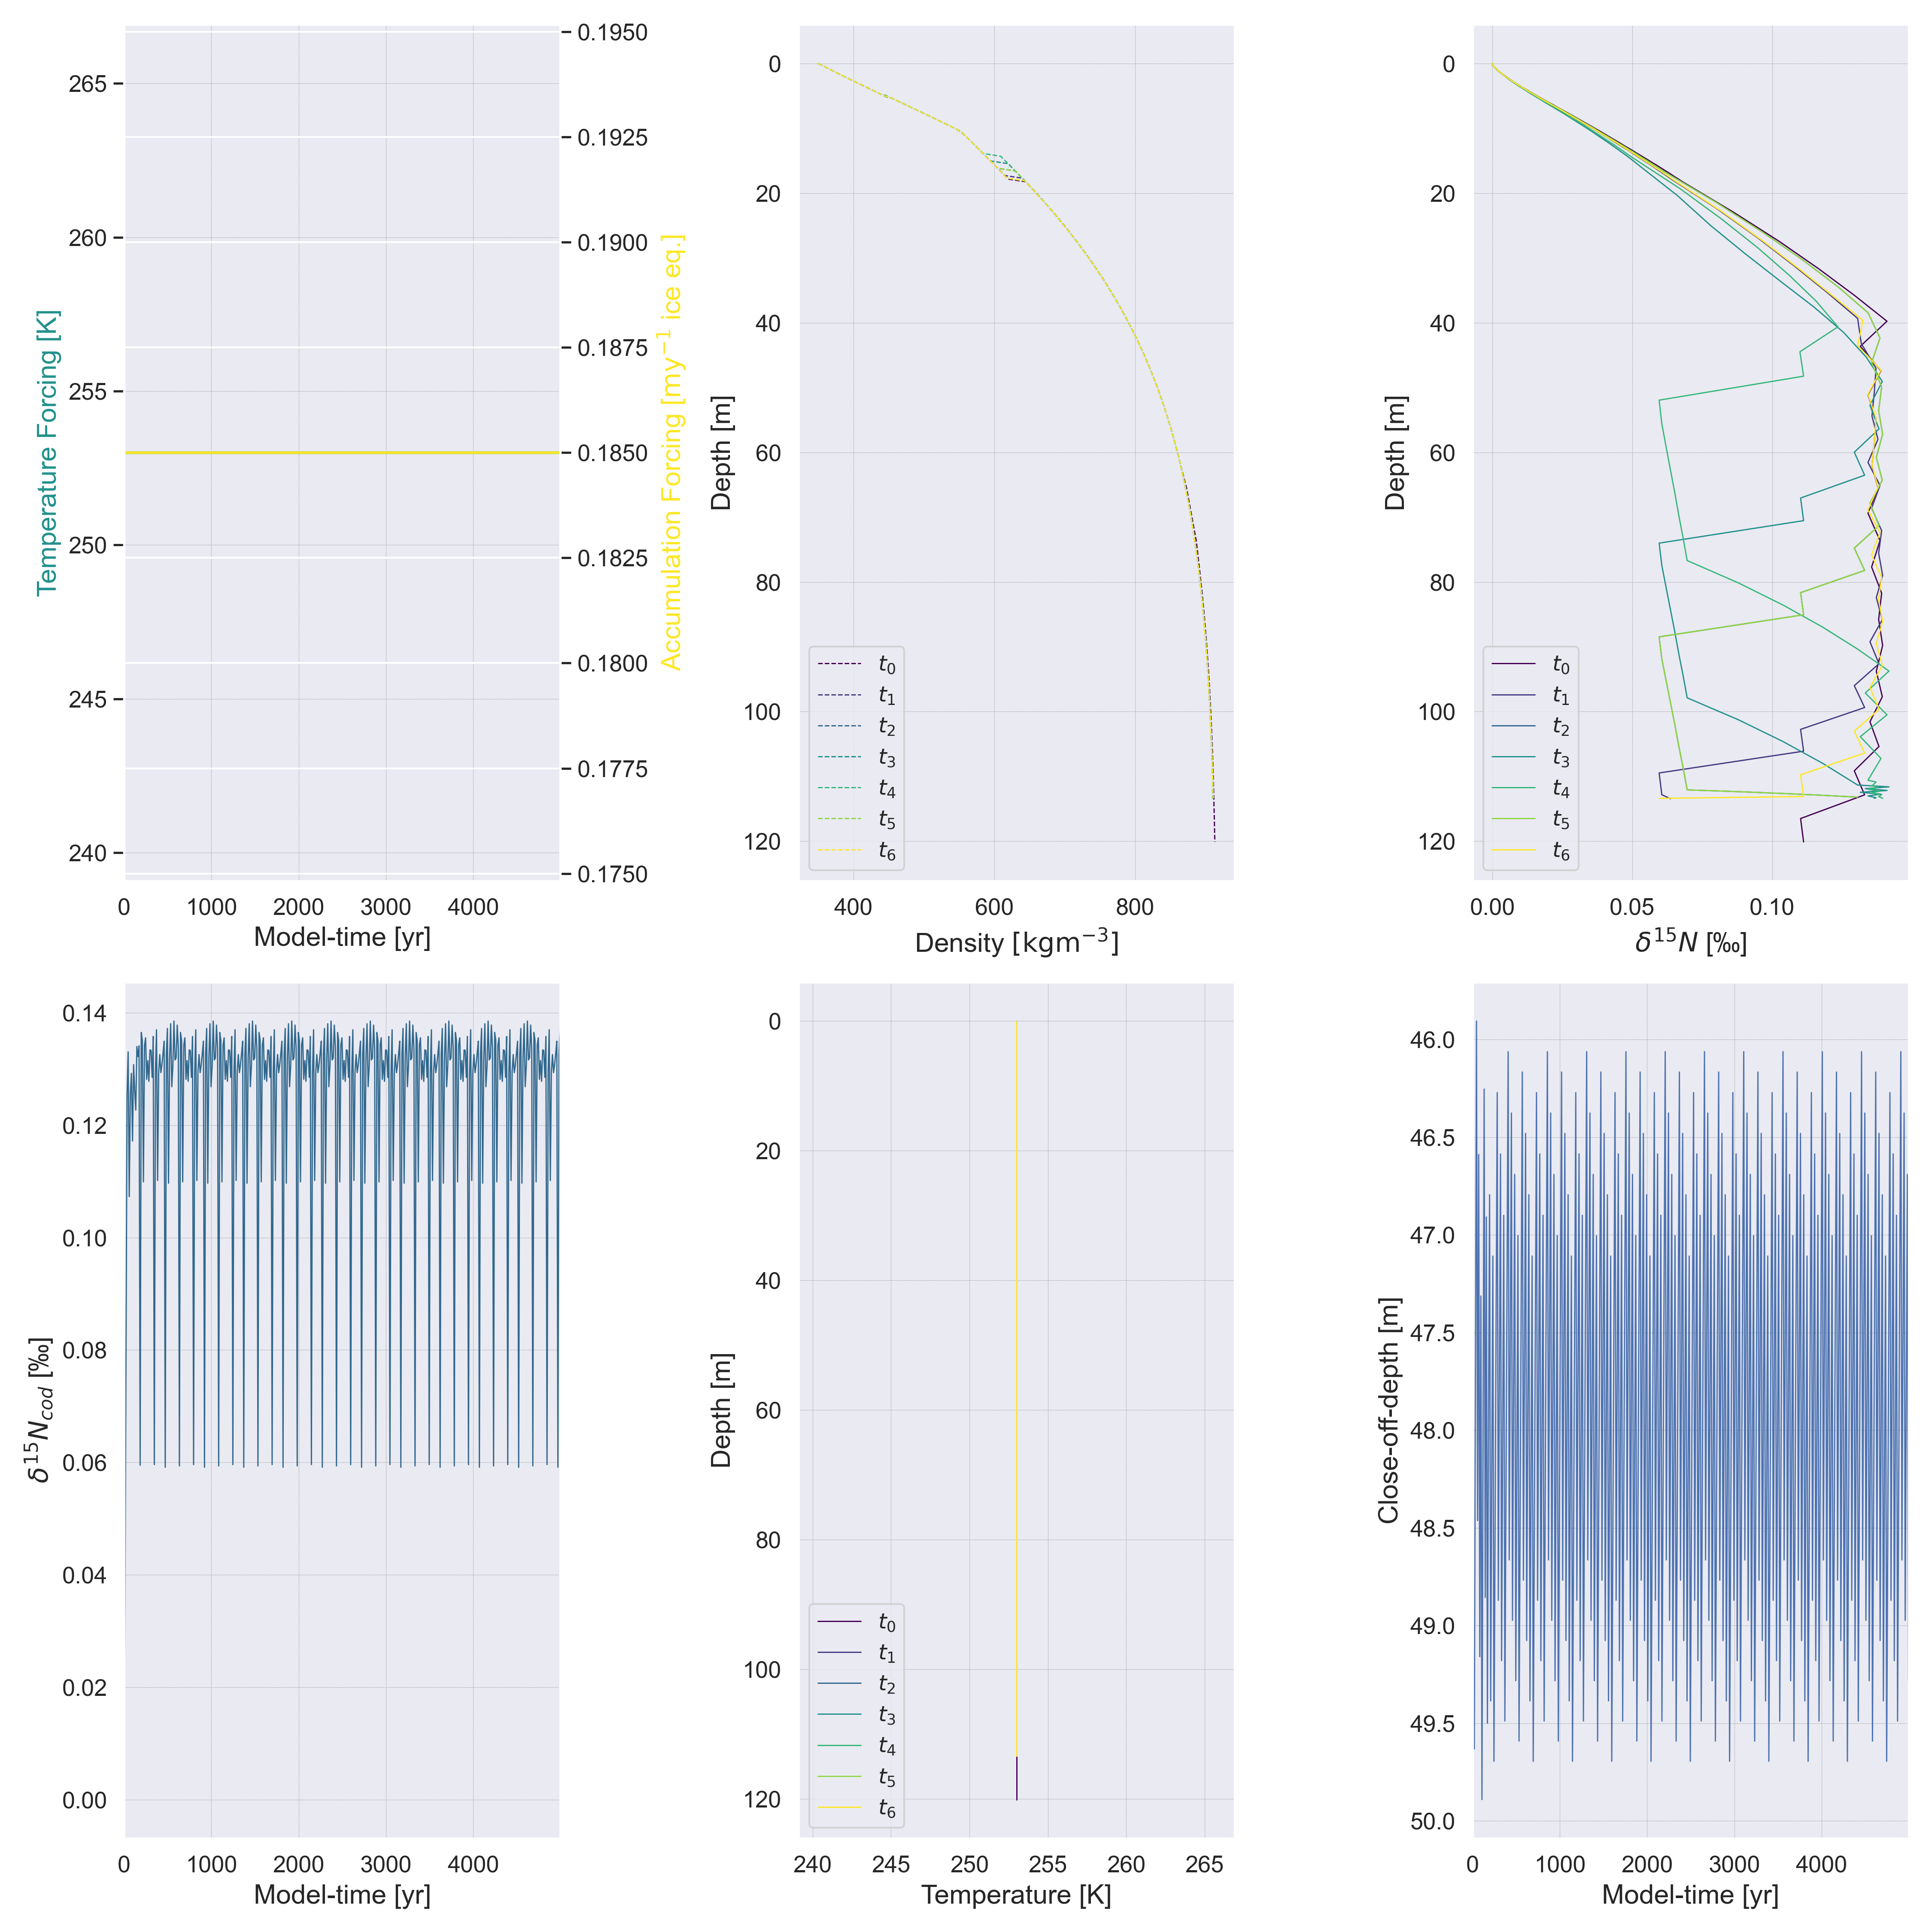 265
260
255
250
245
240
Temperature Forcing [K]
0.1950
0.1925
0.1900
0.1875
0.1850
0.1825
0.1800
0.1775
0.1750
Accumulation Forcing [my⁻¹ ice eq.]
0 1000 2000 3000 4000
Model-time [yr]
0
20
40
60
80
100
120
Depth [m]
t₀
t₁
t₂
t₃
t₄
t₅
t₆
400 600 800
Density [kgm⁻³]
0
20
40
60
80
100
120
Depth [m]
t₀
t₁
t₂
t₃
t₄
t₅
t₆
0.00 0.05 0.10
δ¹⁵N [‰]
0.14
0.12
0.10
0.08
0.06
0.04
0.02
0.00
δ¹⁵N_cod [‰]
0 1000 2000 3000 4000
Model-time [yr]
0
20
40
60
80
100
120
Depth [m]
t₀
t₁
t₂
t₃
t₄
t₅
t₆
240 245 250 255 260 265
Temperature [K]
46.0
46.5
47.0
47.5
48.0
48.5
49.0
49.5
50.0
Close-off-depth [m]
0 1000 2000 3000 4000
Model-time [yr]